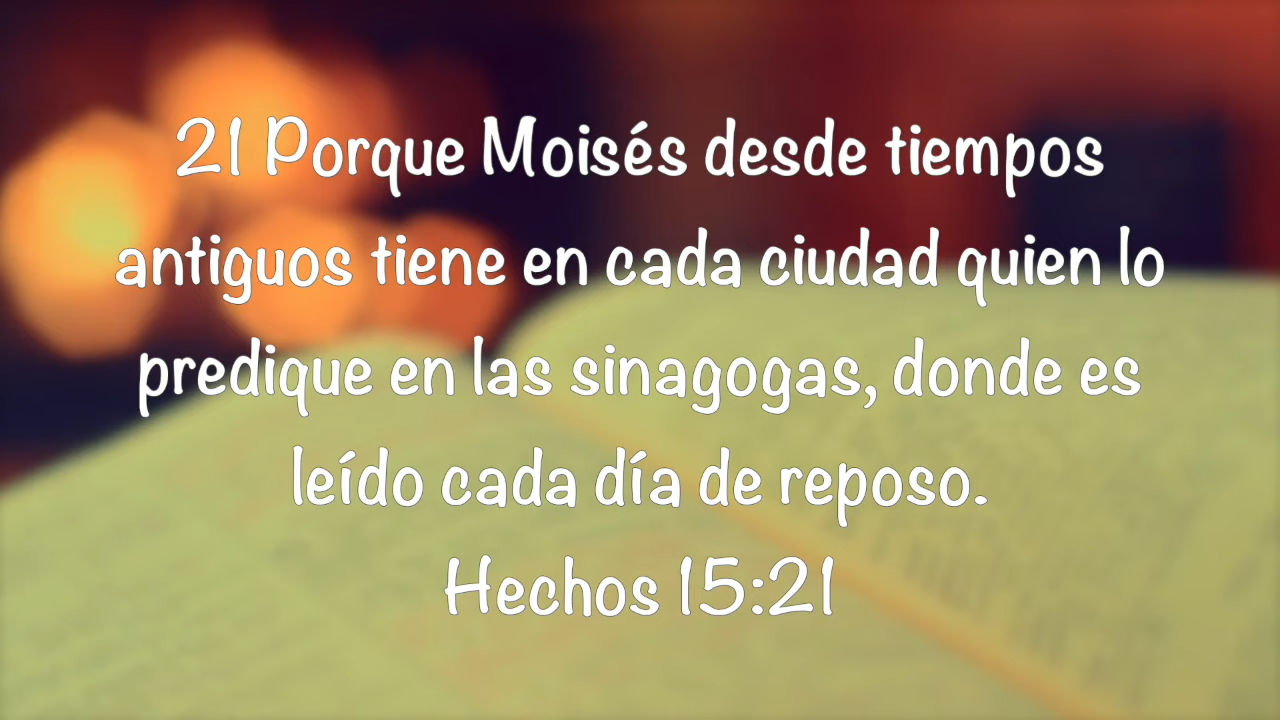 21 Porque Moisés desde tiempos
antiguos tiene en cada ciudad quien lo
predique en las sinagogas, donde es
leído cada día de reposo.
Hechos 15:21